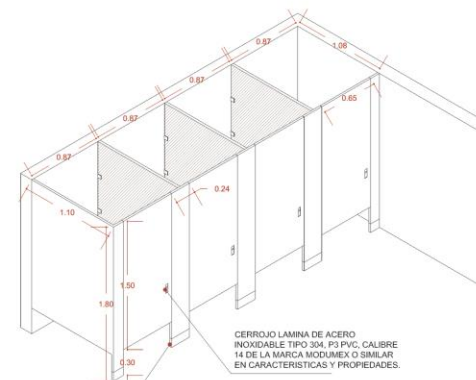 0.87
1.08
0.87
0.87
0.65
0.87
0.24
1.10
1.50
1.80
0.30
CERROJO LAMINA DE ACERO
INOXIDABLE TIPO 304, P3 PVC, CALIBRE
14 DE LA MARCA MODUMEX O SIMILAR
EN CARACTERISTICAS Y PROPIEDADES.